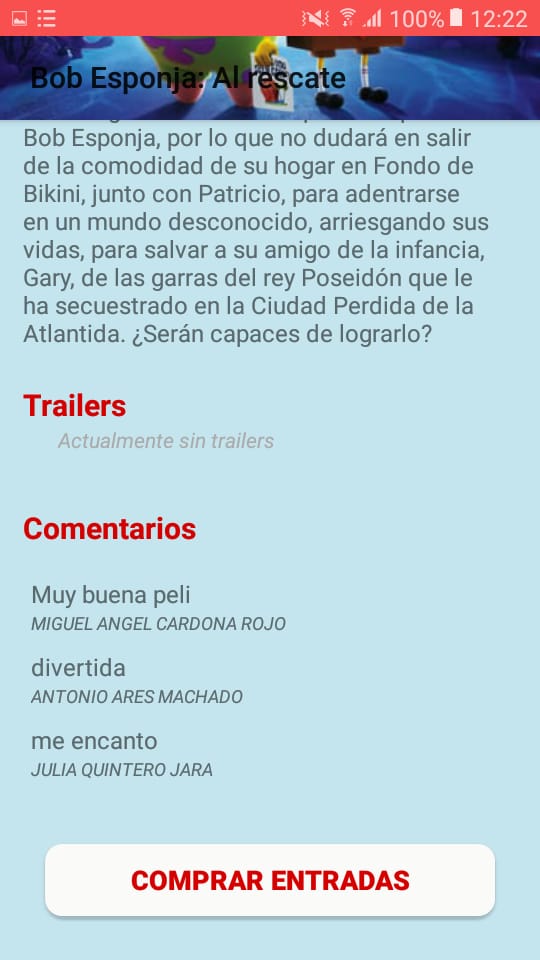 100% 12:22
Bob Esponja: Al rescate
Bob Esponja, por lo que no dudará en salir
de la comodidad de su hogar en Fondo de
Bikini, junto con Patricio, para adentrarse
en un mundo desconocido, arriesgando sus
vidas, para salvar a su amigo de la infancia,
Gary, de las garras del rey Poseidón que le
ha secuestrado en la Ciudad Perdida de la
Atlantida. ¿Serán capaces de lograrlo?
Trailers
Actualmente sin trailers
Comentarios
Muy buena peli
MIGUEL ANGEL CARDONA ROJO
divertida
ANTONIO ARES MACHADO
me encanto
JULIA QUINTERO JARA
COMPRAR ENTRADAS